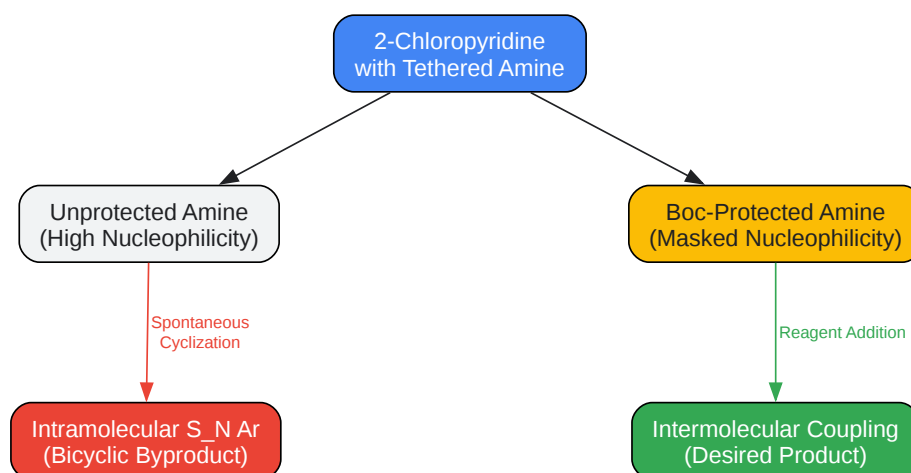 2-Chloropyridine
with Tethered Amine
Unprotected Amine
(High Nucleophilicity)
Boc-Protected Amine
(Masked Nucleophilicity)
Spontaneous
Cyclization
Reagent Addition
Intramolecular S_N Ar
(Bicyclic Byproduct)
Intermolecular Coupling
(Desired Product)